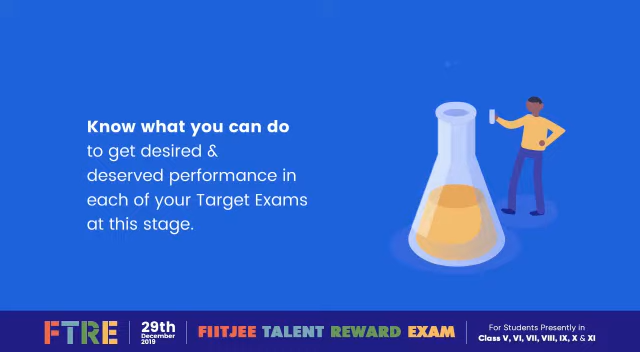 Know what you can do
to get desired &
deserved performance in
each of your Target Exams
at this stage.
FTRE
29th
December
2019
FIITJEE TALENT REWARD EXAM
For Students Presently in
Class V, VI, VII, VIII, IX, X & XI